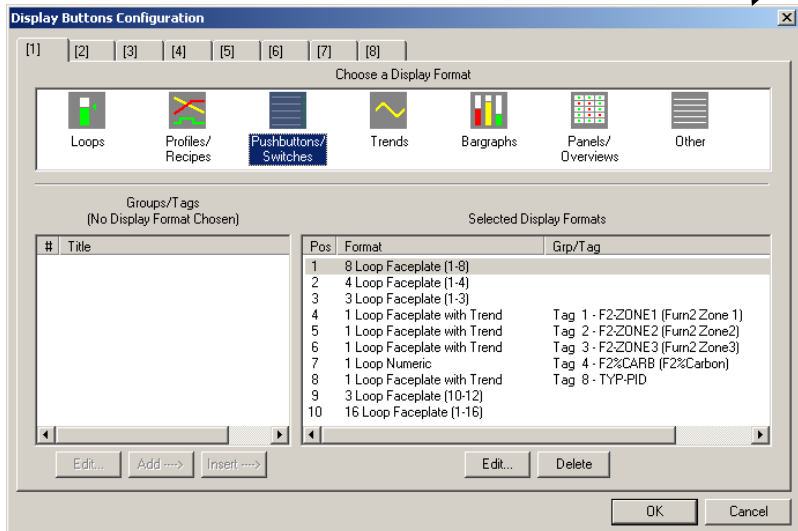 Display Buttons Configuration
[1] [2] [3] [4] [5] [6] [7] [8]
Choose a Display Format
Loops
Profiles/
Recipes
Pushbuttons/
Switches
Trends
Bargraphs
Panels/
Overviews
Other
Groups/Tags
(No Display Format Chosen)
# Title
Edit... Add ----> Insert ---->
Selected Display Formats
Pos Format Grp/Tag
1 8 Loop Faceplate (1-8)
2 4 Loop Faceplate (1-4)
3 3 Loop Faceplate (1-3)
4 1 Loop Faceplate with Trend Tag 1 - F2-ZONE1 (Furn2 Zone 1)
5 1 Loop Faceplate with Trend Tag 2 - F2-ZONE2 (Furn2 Zone2)
6 1 Loop Faceplate with Trend Tag 3 - F2-ZONE3 (Furn2 Zone3)
7 1 Loop Numeric Tag 4 - F2%CARB (F2%Carbon)
8 1 Loop Faceplate with Trend Tag 8 - TYP-PID
9 3 Loop Faceplate (10-12)
10 16 Loop Faceplate (1-16)
Edit... Delete
OK Cancel